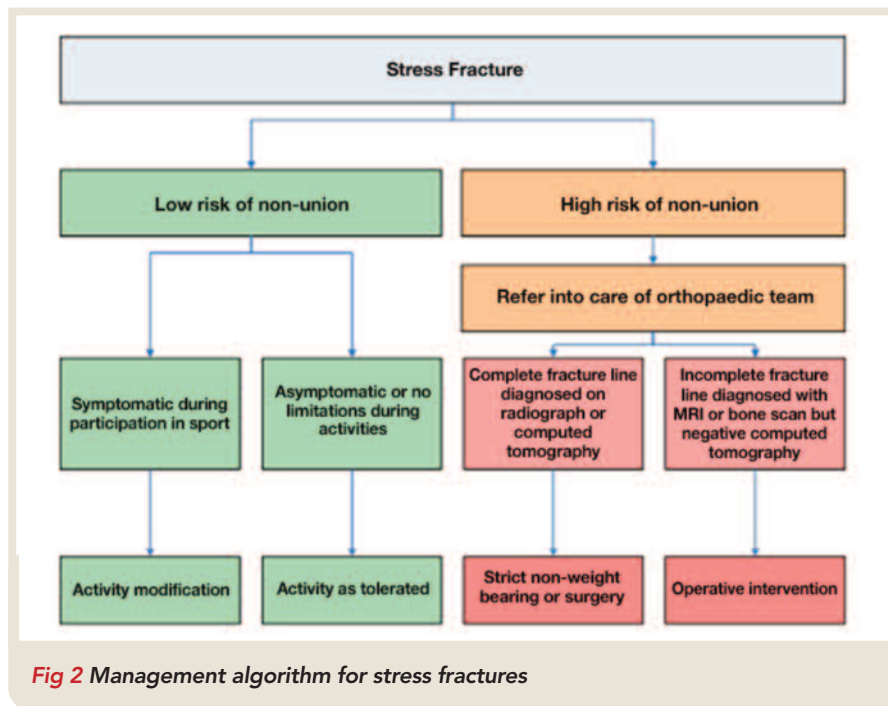 Stress Fracture
Low risk of non-union
High risk of non-union
Refer into care of orthopaedic team
Symptomatic during
participation in sport
Asymptomatic or no
limitations during
activities
Complete fracture line
diagnosed on
radiograph or
computed
tomography
Incomplete fracture
line diagnosed with
MRI or bone scan but
negative computed
tomography
Activity modification
Activity as tolerated
Strict non-weight
bearing or surgery
Operative intervention
Fig 2 Management algorithm for stress fractures